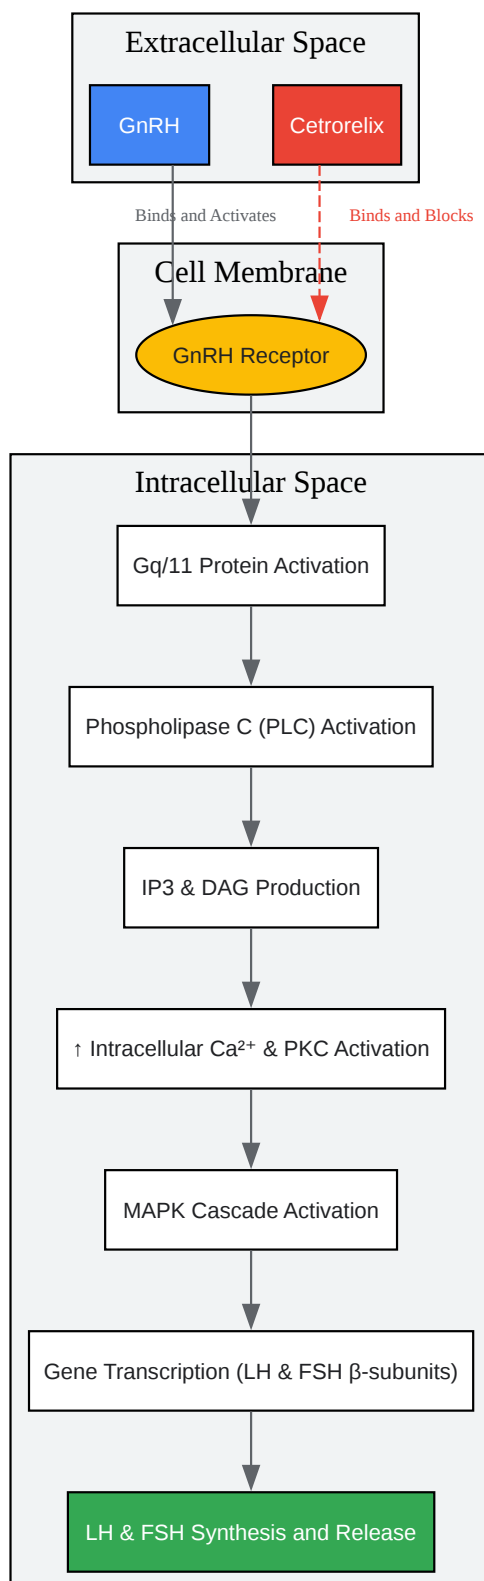 Extracellular Space
GnRH
Cetrorelix
Binds and Activates
Binds and Blocks
Cell Membrane
GnRH Receptor
Intracellular Space
Gq/11 Protein Activation
Phospholipase C (PLC) Activation
IP3 & DAG Production
↑ Intracellular Ca²⁺ & PKC Activation
MAPK Cascade Activation
Gene Transcription (LH & FSH β-subunits)
LH & FSH Synthesis and Release